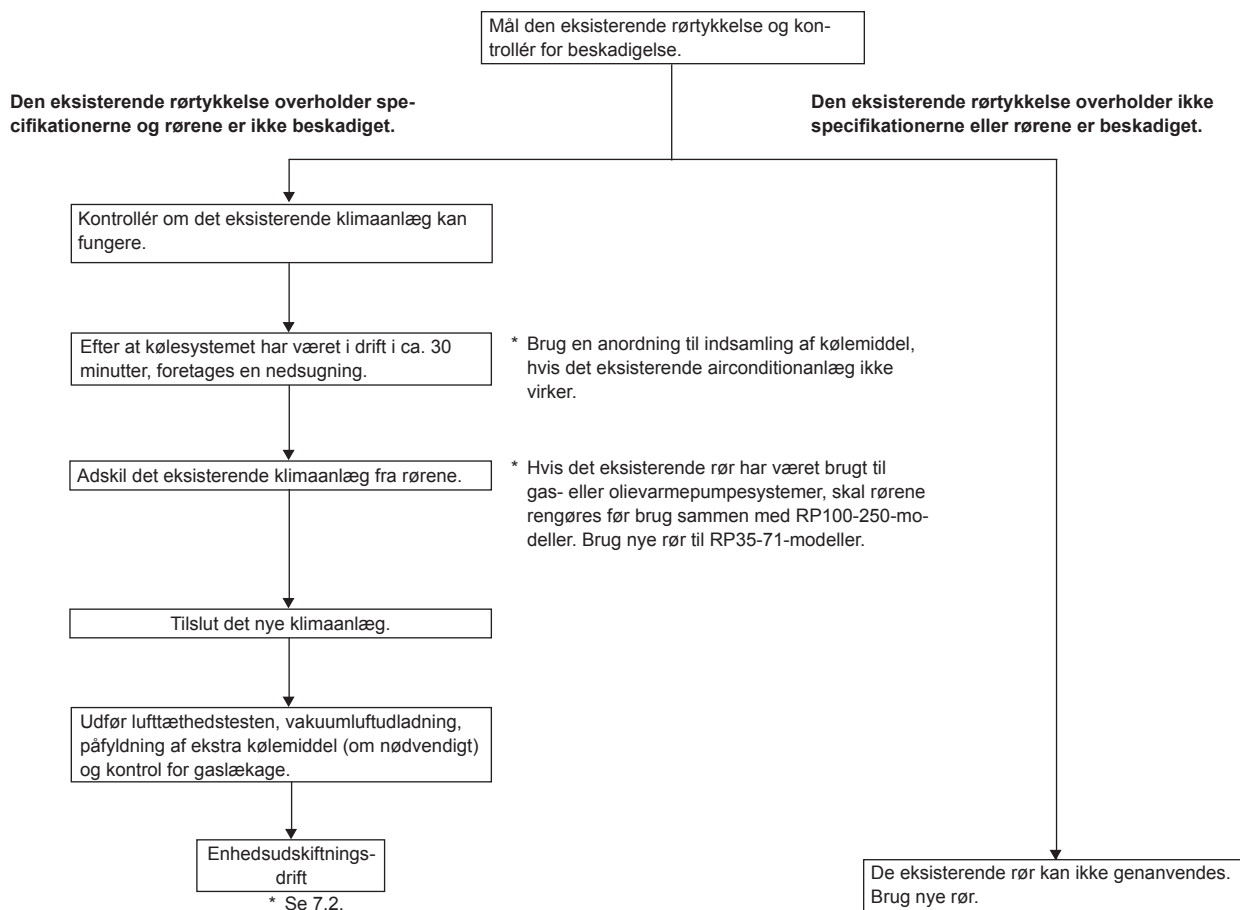 Mål den eksisterende rørtykkelse og kon-
trollér for beskadigelse.
Den eksisterende rørtykkelse overholder spe-
cifikationerne og rørene er ikke beskadiget.
Den eksisterende rørtykkelse overholder ikke
specifikationerne eller rørene er beskadiget.
Kontrollér om det eksisterende klimaanlæg kan
fungere.
Efter at kølesystemet har været i drift i ca. 30
minutter, foretages en nedsugning.
* Brug en anordning til indsamling af kølemiddel,
hvis det eksisterende airconditionanlæg ikke
virker.
Adskil det eksisterende klimaanlæg fra rørene.
* Hvis det eksisterende rør har været brugt til
gas- eller olievarmepumpesystemer, skal rørene
rengøres før brug sammen med RP100-250-mo-
deller. Brug nye rør til RP35-71-modeller.
Tilslut det nye klimaanlæg.
Udfør lufttæthedstesten, vakuumluftudladning,
påfyldning af ekstra kølemiddel (om nødvendigt)
og kontrol for gaslækage.
Enhedsudskiftnings-
drift
* Se 7.2.
De eksisterende rør kan ikke genanvendes.
Brug nye rør.